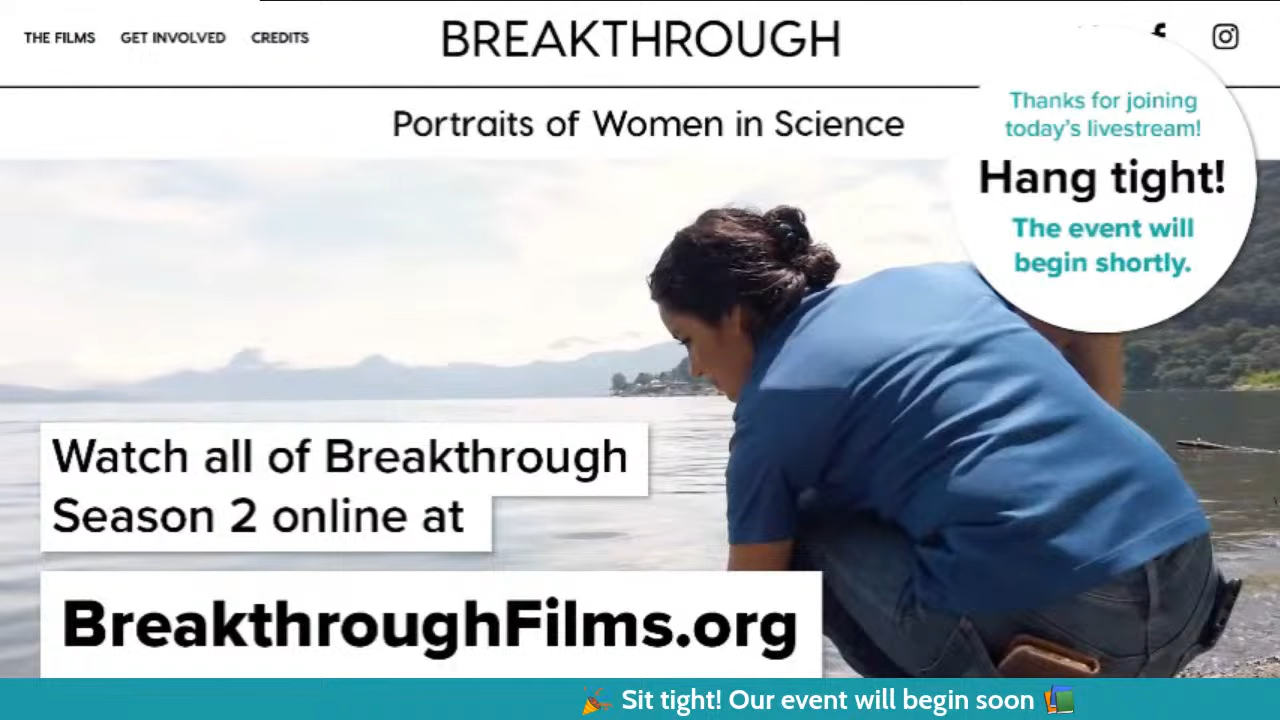 THE FILMS GET INVOLVED CREDITS
BREAKTHROUGH
Portraits of Women in Science
Thanks for joining
today's livestream!
Hang tight!
The event will
begin shortly.
Watch all of Breakthrough
Season 2 online at
BreakthroughFilms.org
🎉 Sit tight! Our event will begin soon